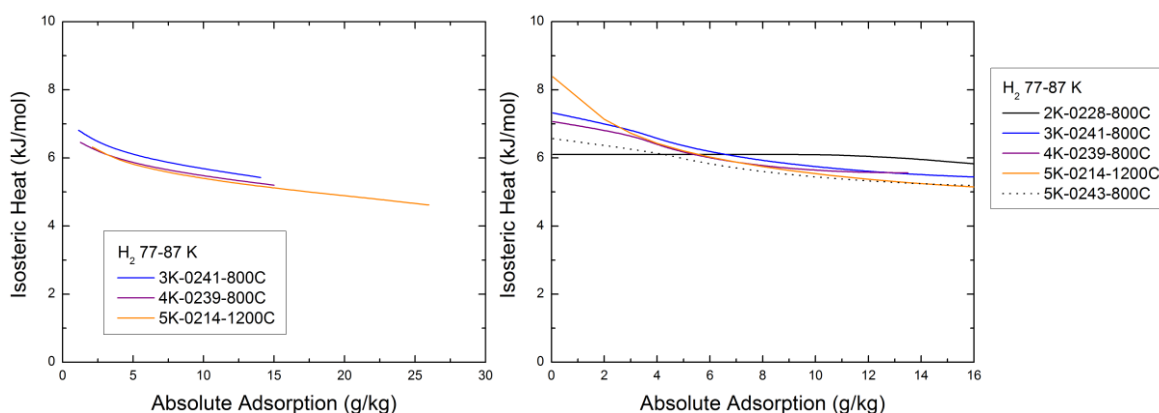 10
8
6
4
2
0
Isosteric Heat (kJ/mol)
H₂ 77-87 K
3K-0241-800C
4K-0239-800C
5K-0214-1200C
0 5 10 15 20 25 30
Absolute Adsorption (g/kg)
10
8
6
4
2
0
Isosteric Heat (kJ/mol)
0 2 4 6 8 10 12 14 16
Absolute Adsorption (g/kg)
H₂ 77-87 K
2K-0228-800C
3K-0241-800C
4K-0239-800C
5K-0214-1200C
5K-0243-800C